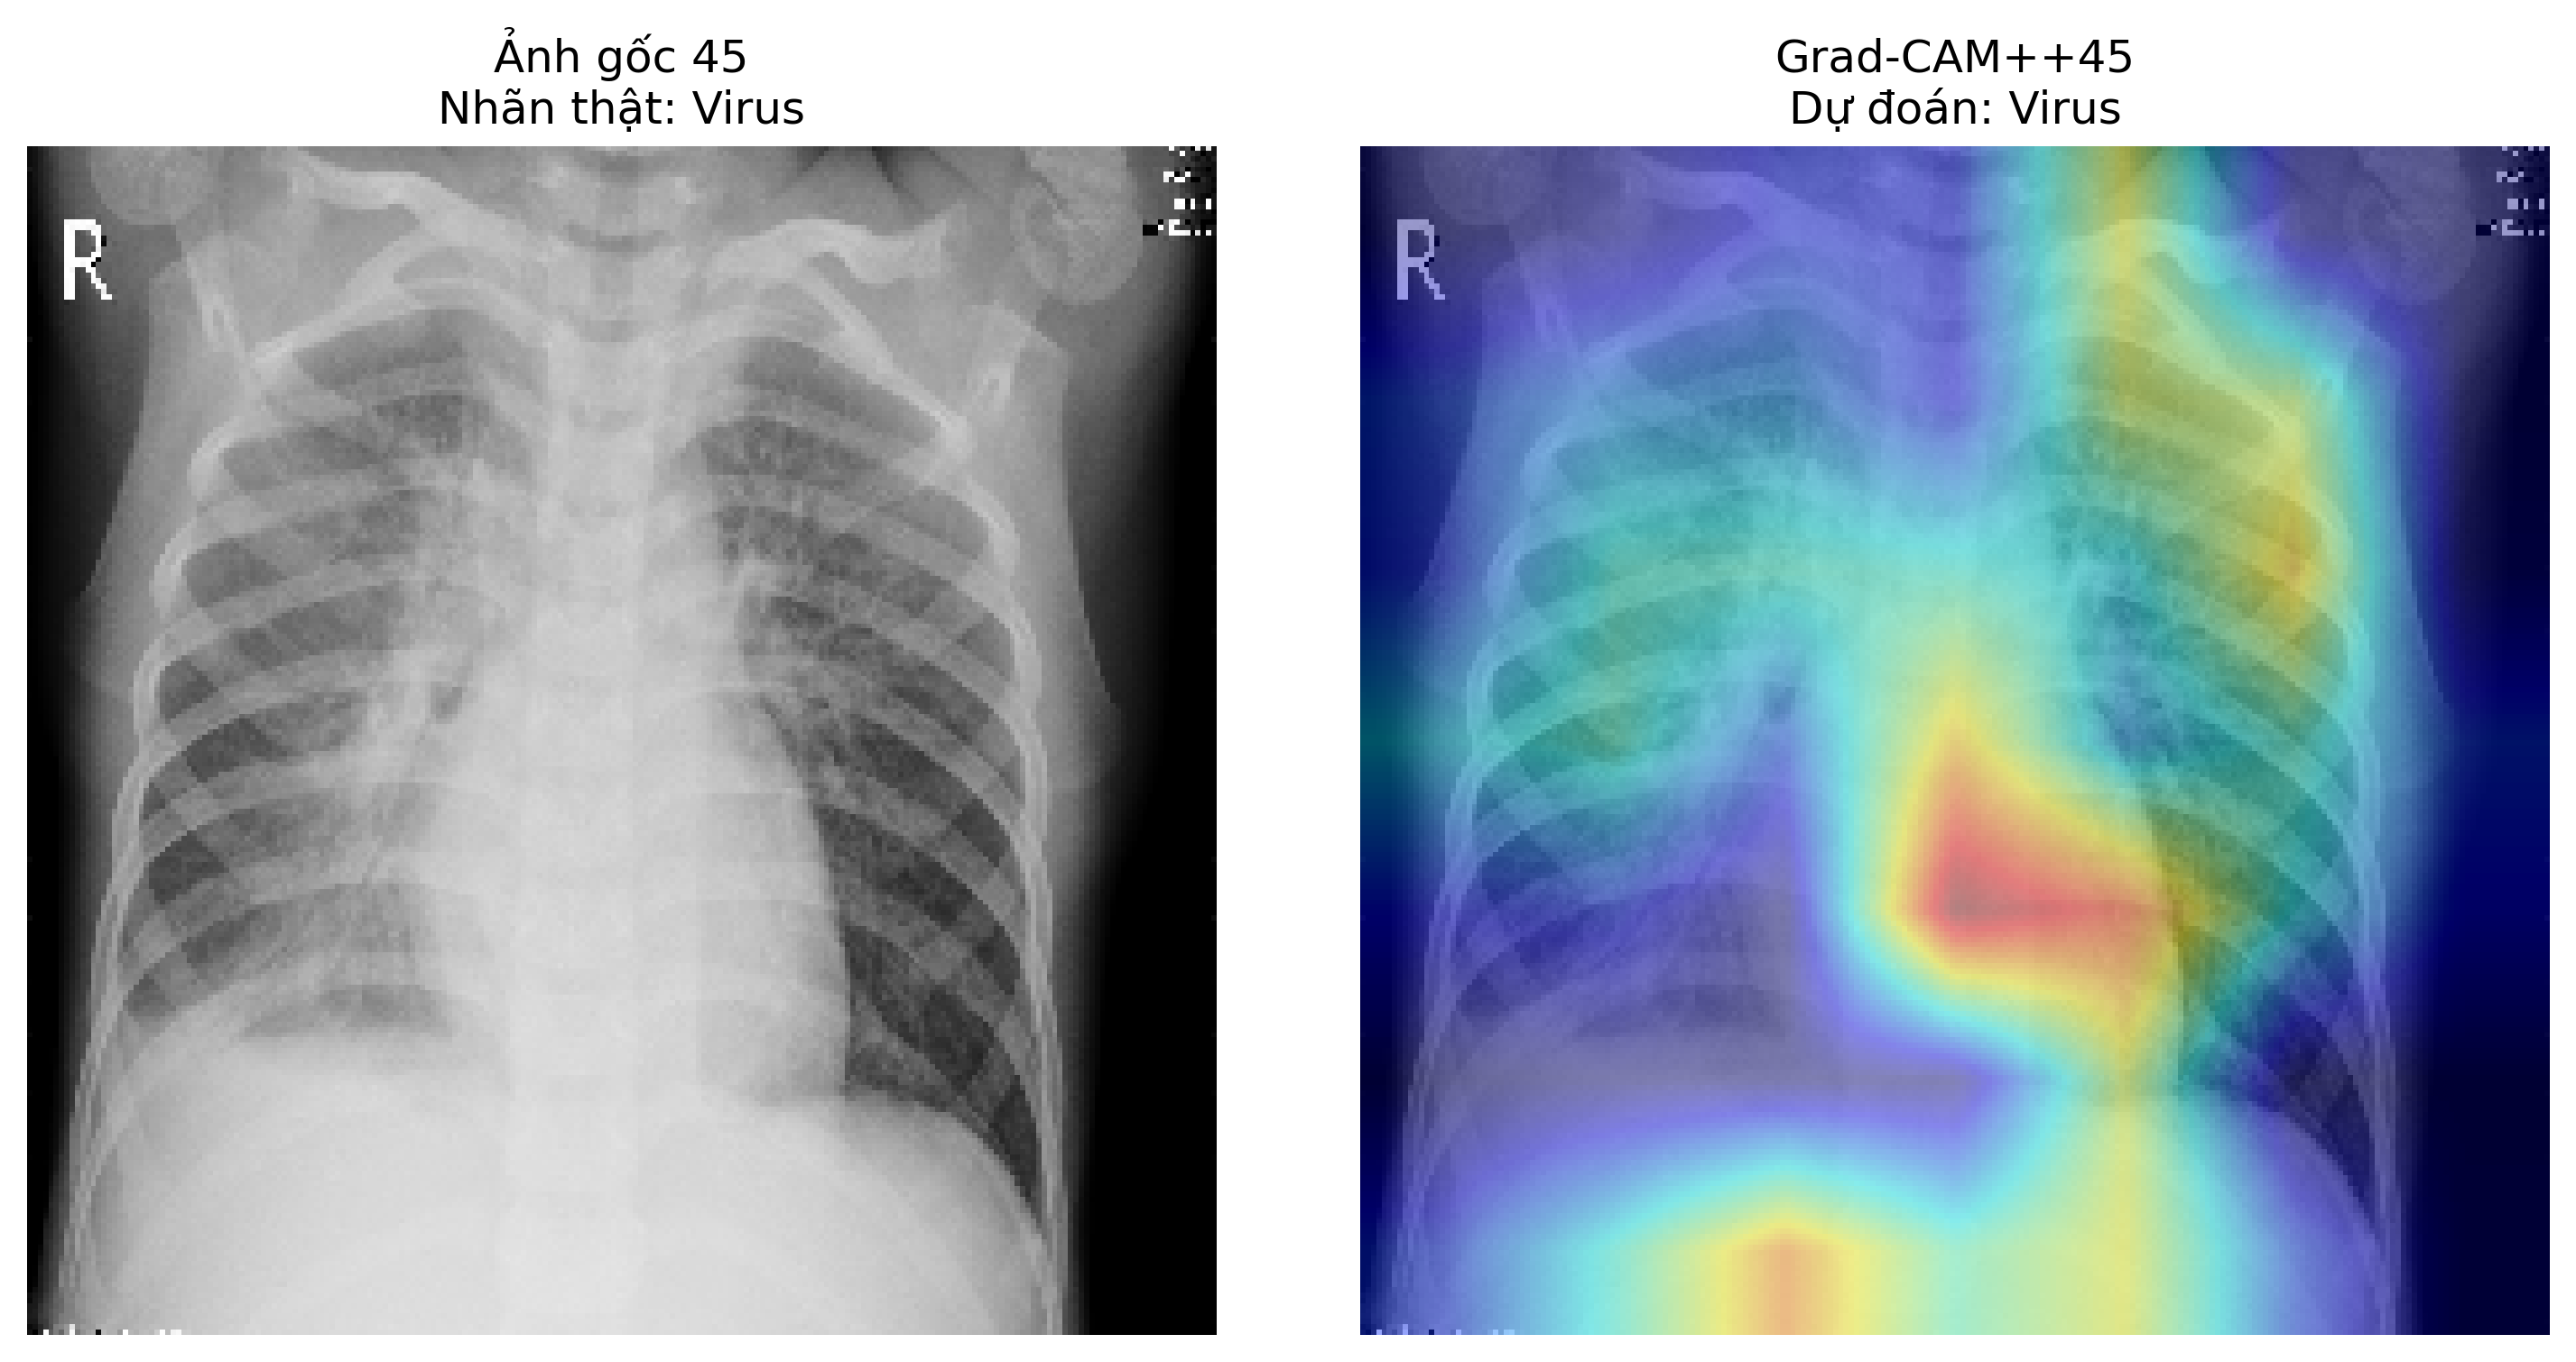 Ảnh gốc 45
Nhãn thật: Virus
Grad-CAM++45
Dự đoán: Virus
R
R